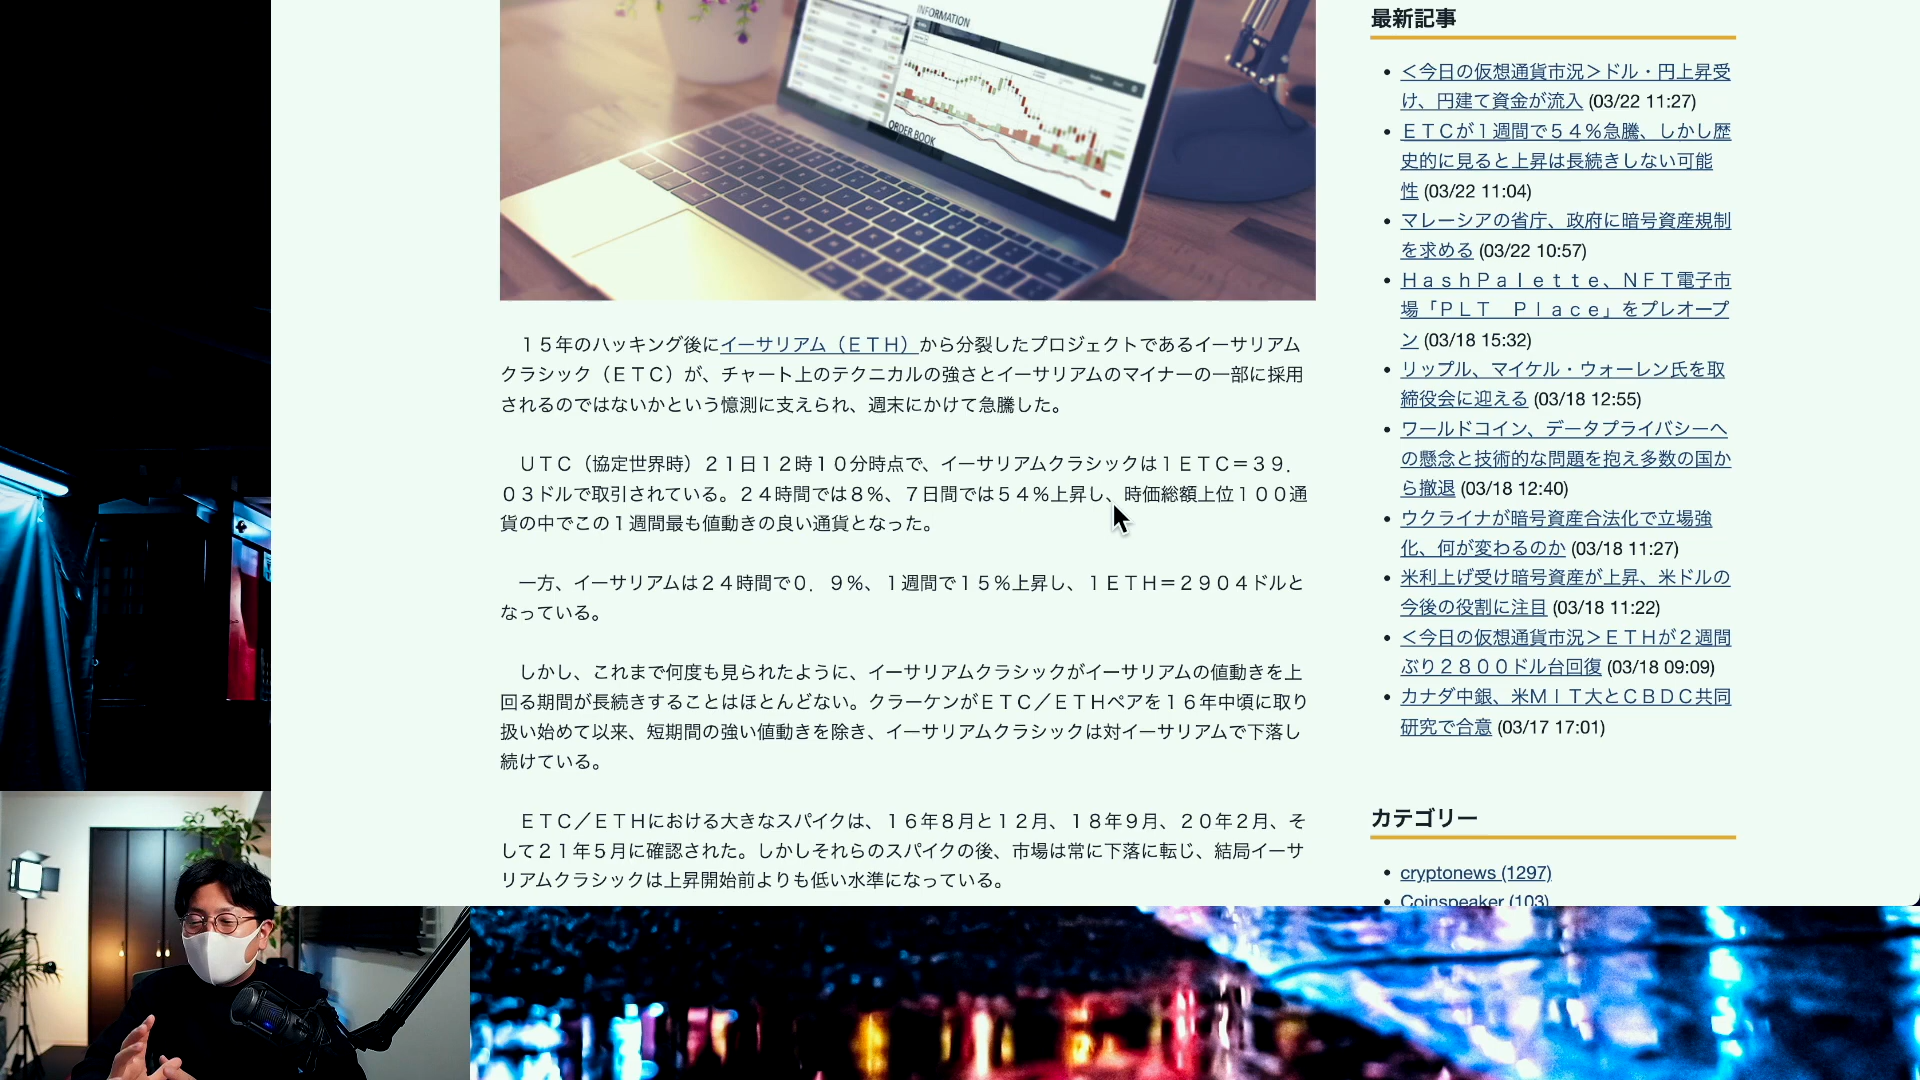 INFORMATION
ORDER BOOK
　１５年のハッキング後にイーサリアム（ＥＴＨ）から分裂したプロジェクトであるイーサリアム
クラシック（ＥＴＣ）が、チャート上のテクニカルの強さとイーサリアムのマイナーの一部に採用
されるのではないかという憶測に支えられ、週末にかけて急騰した。
　ＵＴＣ（協定世界時）２１日１２時１０分時点で、イーサリアムクラシックは１ＥＴＣ＝３９．
０３ドルで取引されている。２４時間では８％、７日間では５４％上昇し、時価総額上位１００通
貨の中でこの１週間最も値動きの良い通貨となった。
　一方、イーサリアムは２４時間で０．９％、１週間で１５％上昇し、１ＥＴＨ＝２９０４ドルと
なっている。
　しかし、これまで何度も見られたように、イーサリアムクラシックがイーサリアムの値動きを上
回る期間が長続きすることはほとんどない。クラーケンがＥＴＣ／ＥＴＨペアを１６年中頃に取り
扱い始めて以来、短期間の強い値動きを除き、イーサリアムクラシックは対イーサリアムで下落し
続けている。
　ＥＴＣ／ＥＴＨにおける大きなスパイクは、１６年８月と１２月、１８年９月、２０年２月、そ
して２１年５月に確認された。しかしそれらのスパイクの後、市場は常に下落に転じ、結局イーサ
リアムクラシックは上昇開始前よりも低い水準になっている。
最新記事
• ＜今日の仮想通貨市況＞ドル・円上昇受
け、円建て資金が流入 (03/22 11:27)
• ＥＴＣが１週間で５４％急騰、しかし歴
史的に見ると上昇は長続きしない可能
性 (03/22 11:04)
• マレーシアの省庁、政府に暗号資産規制
を求める (03/22 10:57)
• ＨａｓｈＰａｌｅｔｔｅ、ＮＦＴ電子市
場「ＰＬＴ　Ｐｌａｃｅ」をプレオープ
ン (03/18 15:32)
• リップル、マイケル・ウォーレン氏を取
締役会に迎える (03/18 12:55)
• ワールドコイン、データプライバシーへ
の懸念と技術的な問題を抱え多数の国か
ら撤退 (03/18 12:40)
• ウクライナが暗号資産合法化で立場強
化、何が変わるのか (03/18 11:27)
• 米利上げ受け暗号資産が上昇、米ドルの
今後の役割に注目 (03/18 11:22)
• ＜今日の仮想通貨市況＞ＥＴＨが２週間
ぶり２８００ドル台回復 (03/18 09:09)
• カナダ中銀、米ＭＩＴ大とＣＢＤＣ共同
研究で合意 (03/17 17:01)
カテゴリー
• cryptonews (1297)
• Coinspeaker (103)